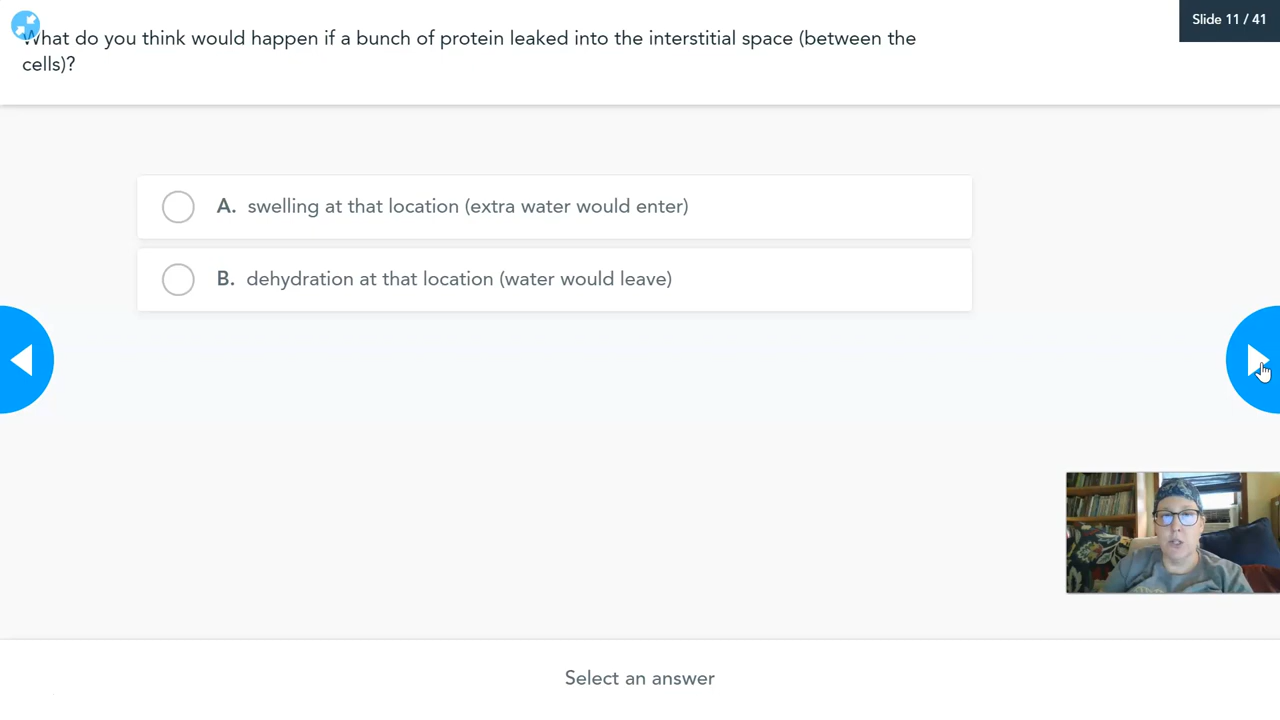 Slide 11 / 41
What do you think would happen if a bunch of protein leaked into the interstitial space (between the
cells)?
A. swelling at that location (extra water would enter)
B. dehydration at that location (water would leave)
Select an answer